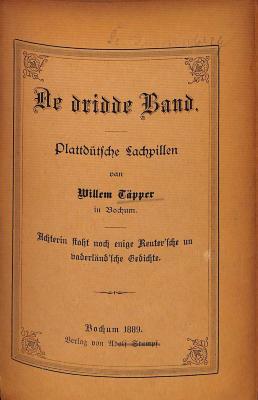 De dridde Band.
Plattdütsche Lachpillen
van
Willem Täpper
in Bochum.
Achterin stoht noch enige Reuter'sche un
vaderländ'sche Gedichte.
Bochum 1889.
Verlag von Adolf Stumpf.